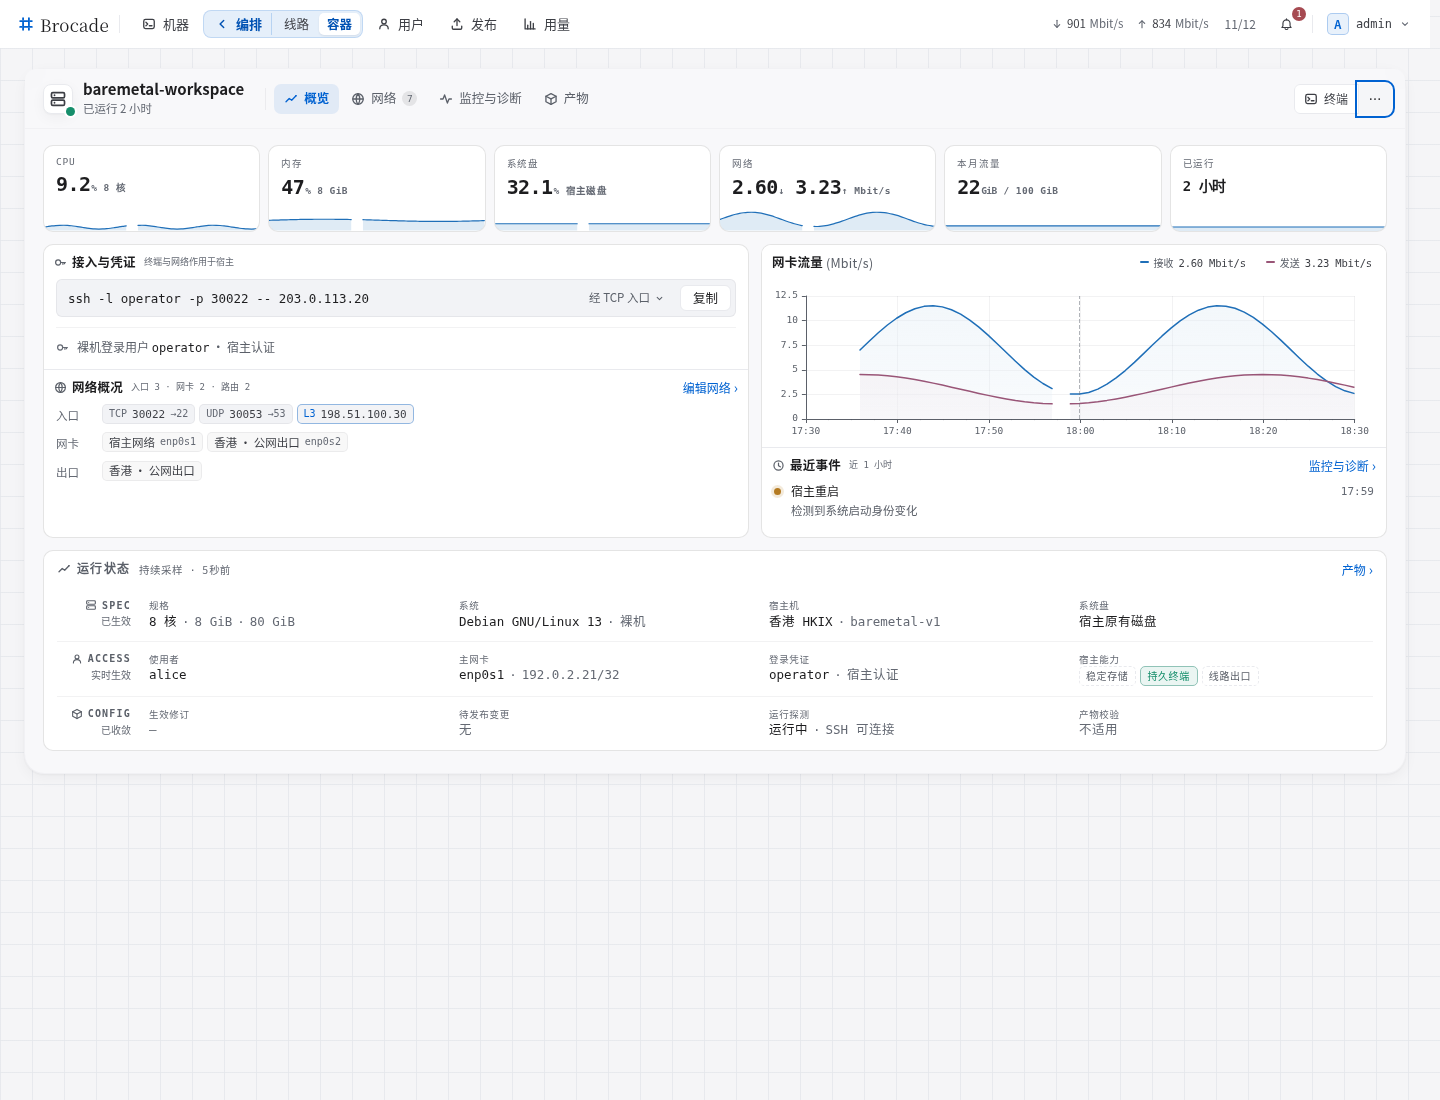 Brocade
机器
编排
线路
容器
用户
发布
用量
↓ 901 Mbit/s
↑ 834 Mbit/s
11/12
1
A
admin
baremetal-workspace
已运行 2 小时
概览
网络 7
监控与诊断
产物
终端
···
CPU
9.2% 8 核
内存
47% 8 GiB
系统盘
32.1% 宿主磁盘
网络
2.60↓ 3.23↑ Mbit/s
本月流量
22GiB / 100 GiB
已运行
2 小时
接入与凭证 终端与网络作用于宿主
ssh -l operator -p 30022 -- 203.0.113.20
经 TCP 入口
复制
裸机登录用户 operator · 宿主认证
网络概况 入口 3 · 网卡 2 · 路由 2
编辑网络 ›
入口 TCP 30022 →22 UDP 30053 →53 L3 198.51.100.30
网卡 宿主网络 enp0s1 香港 · 公网出口 enp0s2
出口 香港 · 公网出口
网卡流量 (Mbit/s)
接收 2.60 Mbit/s
发送 3.23 Mbit/s
12.5
10
7.5
5
2.5
0
17:30 17:40 17:50 18:00 18:10 18:20 18:30
最近事件 近 1 小时
监控与诊断 ›
宿主重启 17:59
检测到系统启动身份变化
运行状态 持续采样 · 5秒前
产物 ›
SPEC
已生效
规格
8 核 · 8 GiB · 80 GiB
系统
Debian GNU/Linux 13 · 裸机
宿主机
香港 HKIX · baremetal-v1
系统盘
宿主原有磁盘
ACCESS
实时生效
使用者
alice
主网卡
enp0s1 · 192.0.2.21/32
登录凭证
operator · 宿主认证
宿主能力
稳定存储 持久终端 线路出口
CONFIG
已收敛
生效修订
—
待发布变更
无
运行探测
运行中 · SSH 可连接
产物校验
不适用